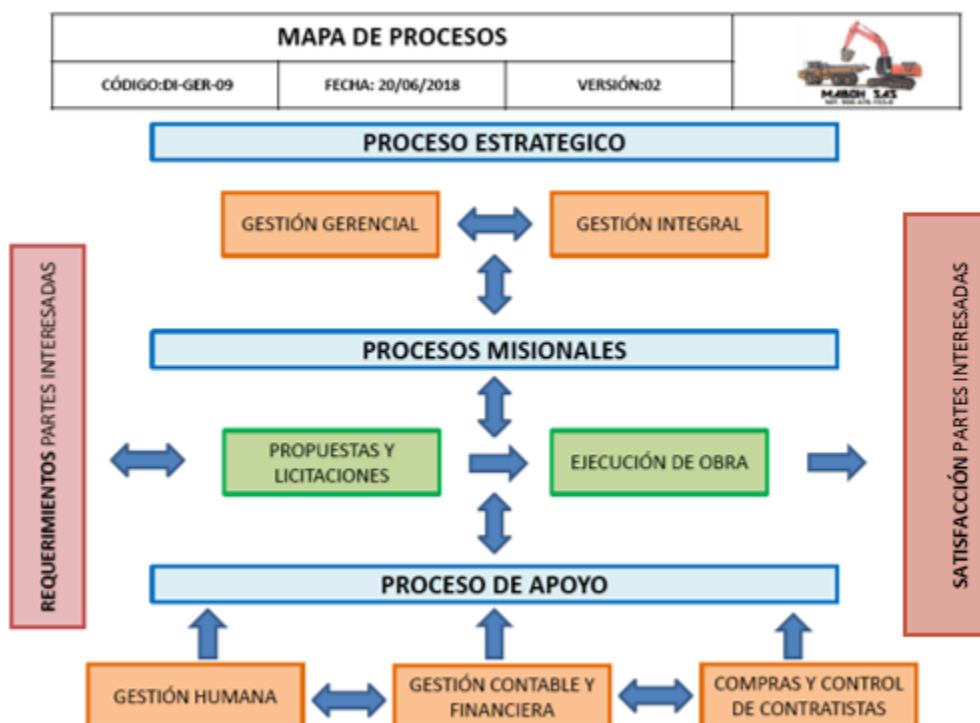 MAPA DE PROCESOS
CÓDIGO:DI-GER-09
FECHA: 20/06/2018
VERSIÓN:02
MABOH SAS
PROCESO ESTRATEGICO
GESTIÓN GERENCIAL
GESTIÓN INTEGRAL
REQUERIMIENTOS PARTES INTERESADAS
SATISFACCIÓN PARTES INTERESADAS
PROCESOS MISIONALES
PROPUESTAS Y
LICITACIONES
EJECUCIÓN DE OBRA
PROCESO DE APOYO
GESTIÓN HUMANA
GESTIÓN CONTABLE Y
FINANCIERA
COMPRAS Y CONTROL
DE CONTRATISTAS